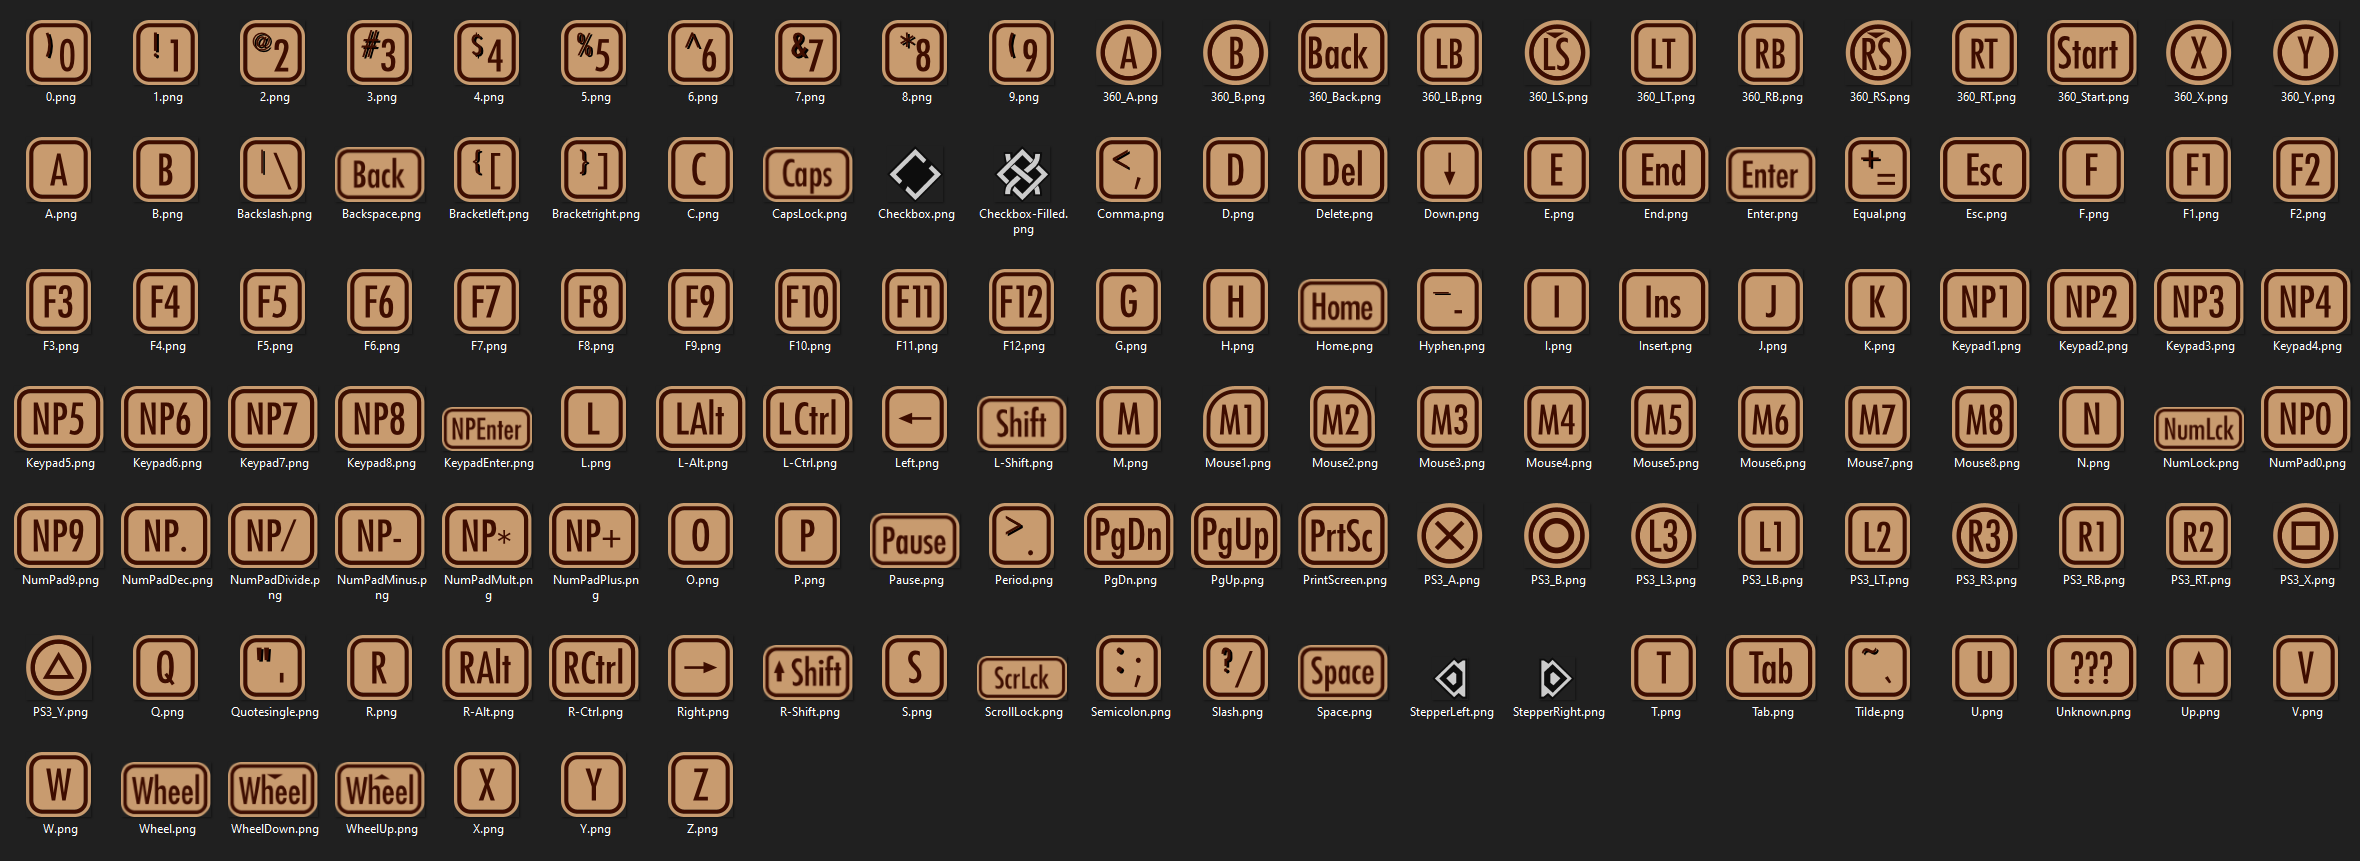 )0 !1 @2 #3 $4 %5 ^6 &7 *8 (9 A B Back LB LS LT RB RS RT Start X Y
0.png 1.png 2.png 3.png 4.png 5.png 6.png 7.png 8.png 9.png 360_A.png 360_B.png 360_Back.png 360_LB.png 360_LS.png 360_LT.png 360_RB.png 360_RS.png 360_RT.png 360_Start.png 360_X.png 360_Y.png
A B |\ Back {[ }] C Caps <, D Del ↓ E End Enter += Esc F F1 F2
A.png B.png Backslash.png Backspace.png Bracketleft.png Bracketright.png C.png CapsLock.png Checkbox.png Checkbox-Filled. Comma.png D.png Delete.png Down.png E.png End.png Enter.png Equal.png Esc.png F.png F1.png F2.png
png
F3 F4 F5 F6 F7 F8 F9 F10 F11 F12 G H Home _- I Ins J K NP1 NP2 NP3 NP4
F3.png F4.png F5.png F6.png F7.png F8.png F9.png F10.png F11.png F12.png G.png H.png Home.png Hyphen.png I.png Insert.png J.png K.png Keypad1.png Keypad2.png Keypad3.png Keypad4.png
NP5 NP6 NP7 NP8 NPEnter L LAlt LCtrl ← Shift M M1 M2 M3 M4 M5 M6 M7 M8 N NumLck NP0
Keypad5.png Keypad6.png Keypad7.png Keypad8.png KeypadEnter.png L.png L-Alt.png L-Ctrl.png Left.png L-Shift.png M.png Mouse1.png Mouse2.png Mouse3.png Mouse4.png Mouse5.png Mouse6.png Mouse7.png Mouse8.png N.png NumLock.png NumPad0.png
NP9 NP. NP/ NP- NP* NP+ O P Pause >. PgDn PgUp PrtSc L3 L1 L2 R3 R1 R2
NumPad9.png NumPadDec.png NumPadDivide.p NumPadMinus.p NumPadMult.pn NumPadPlus.pn O.png P.png Pause.png Period.png PgDn.png PgUp.png PrintScreen.png PS3_A.png PS3_B.png PS3_L3.png PS3_LB.png PS3_LT.png PS3_R3.png PS3_RB.png PS3_RT.png PS3_X.png
ng ng g g
Q "' R RAlt RCtrl → Shift S ScrLck :; ?/ Space T Tab ~` U ??? ↑ V
PS3_Y.png Q.png Quotesingle.png R.png R-Alt.png R-Ctrl.png Right.png R-Shift.png S.png ScrollLock.png Semicolon.png Slash.png Space.png StepperLeft.png StepperRight.png T.png Tab.png Tilde.png U.png Unknown.png Up.png V.png
W Wheel Wheel Wheel X Y Z
W.png Wheel.png WheelDown.png WheelUp.png X.png Y.png Z.png